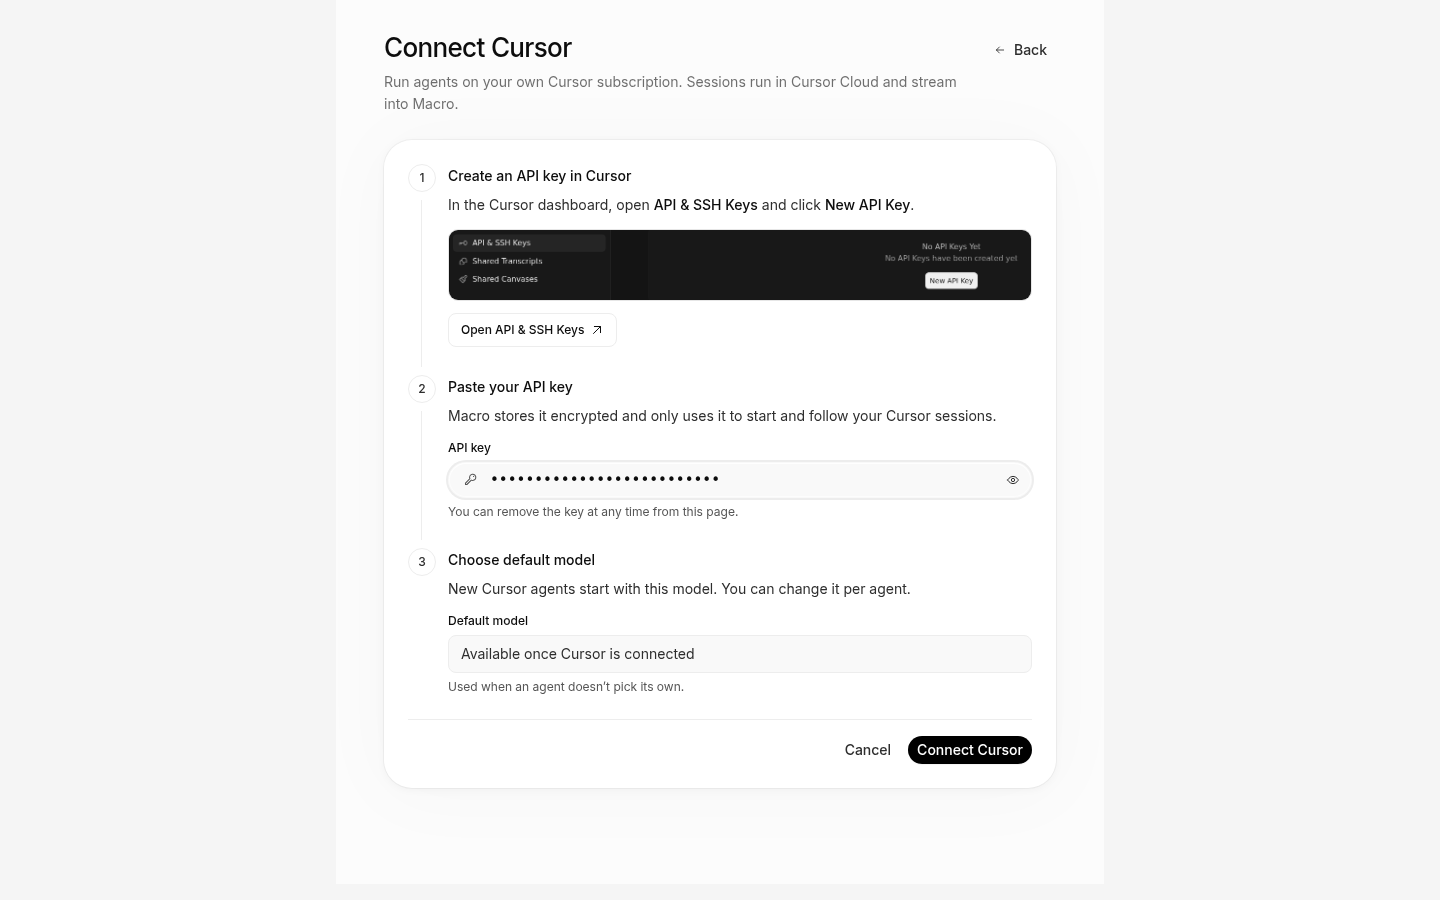 Connect Cursor
← Back
Run agents on your own Cursor subscription. Sessions run in Cursor Cloud and stream
into Macro.
1
Create an API key in Cursor
In the Cursor dashboard, open API & SSH Keys and click New API Key.
API & SSH Keys
Shared Transcripts
Shared Canvases
No API Keys Yet
No API Keys have been created yet
New API Key
Open API & SSH Keys
2
Paste your API key
Macro stores it encrypted and only uses it to start and follow your Cursor sessions.
API key
••••••••••••••••••••••••••
You can remove the key at any time from this page.
3
Choose default model
New Cursor agents start with this model. You can change it per agent.
Default model
Available once Cursor is connected
Used when an agent doesn’t pick its own.
Cancel
Connect Cursor